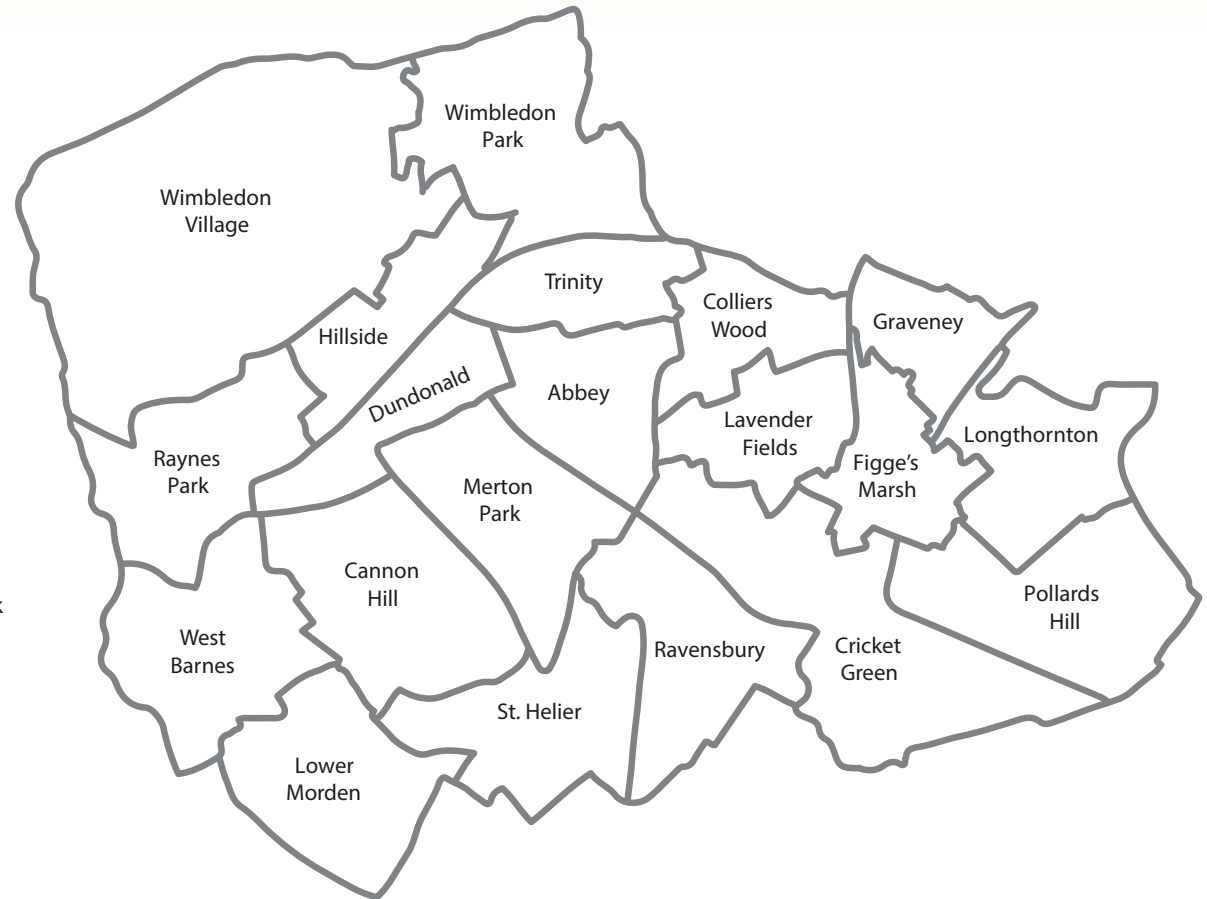 Wimbledon
Park
Wimbledon
Village
Trinity
Colliers
Wood
Graveney
Hillside
Dundonald
Abbey
Lavender
Fields
Longthornton
Raynes
Park
Figge's
Marsh
Merton
Park
Cannon
Hill
Pollards
Hill
West
Barnes
Ravensbury
Cricket
Green
St. Helier
Lower
Morden